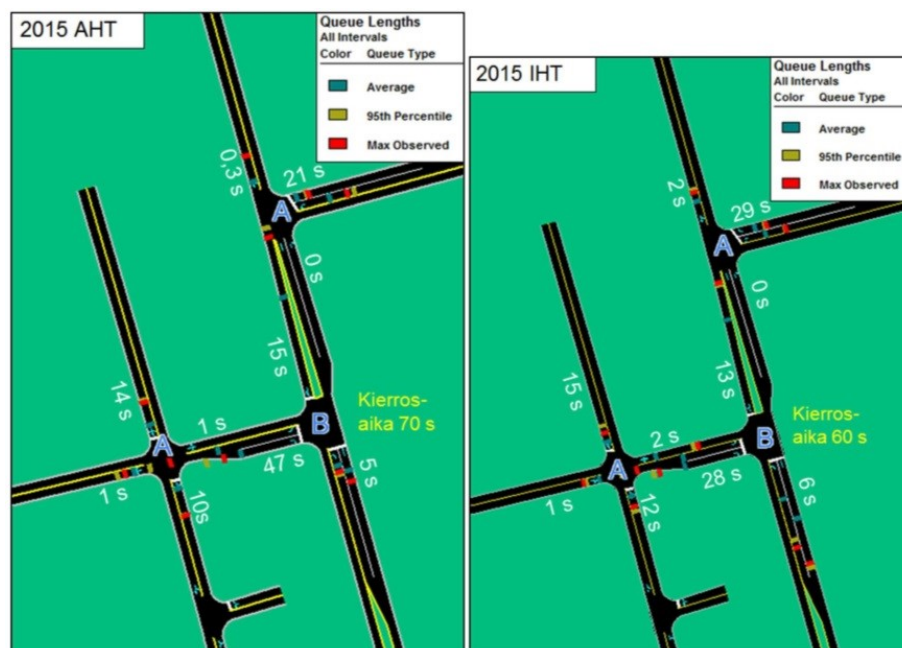 2015 AHT
Queue Lengths
All Intervals
Color Queue Type
Average
95th Percentile
Max Observed
0,3 s
21 s
A
0 s
15 s
14 s
A
1 s
B
Kierros-
aika 70 s
47 s
5 s
1 s
10s
2015 IHT
Queue Lengths
All Intervals
Color Queue Type
Average
95th Percentile
Max Observed
2 s
29 s
A
0 s
13 s
15 s
A
2 s
B
Kierros-
aika 60 s
28 s
6 s
1 s
12 s